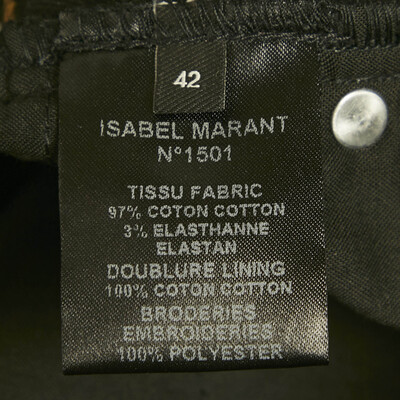 42
ISABEL MARANT
N°1501
TISSU FABRIC
97% COTON COTTON
3% ELASTHANNE
ELASTAN
DOUBLURE LINING
100% COTON COTTON
BRODERIES
EMBROIDERIES
100% POLYESTER